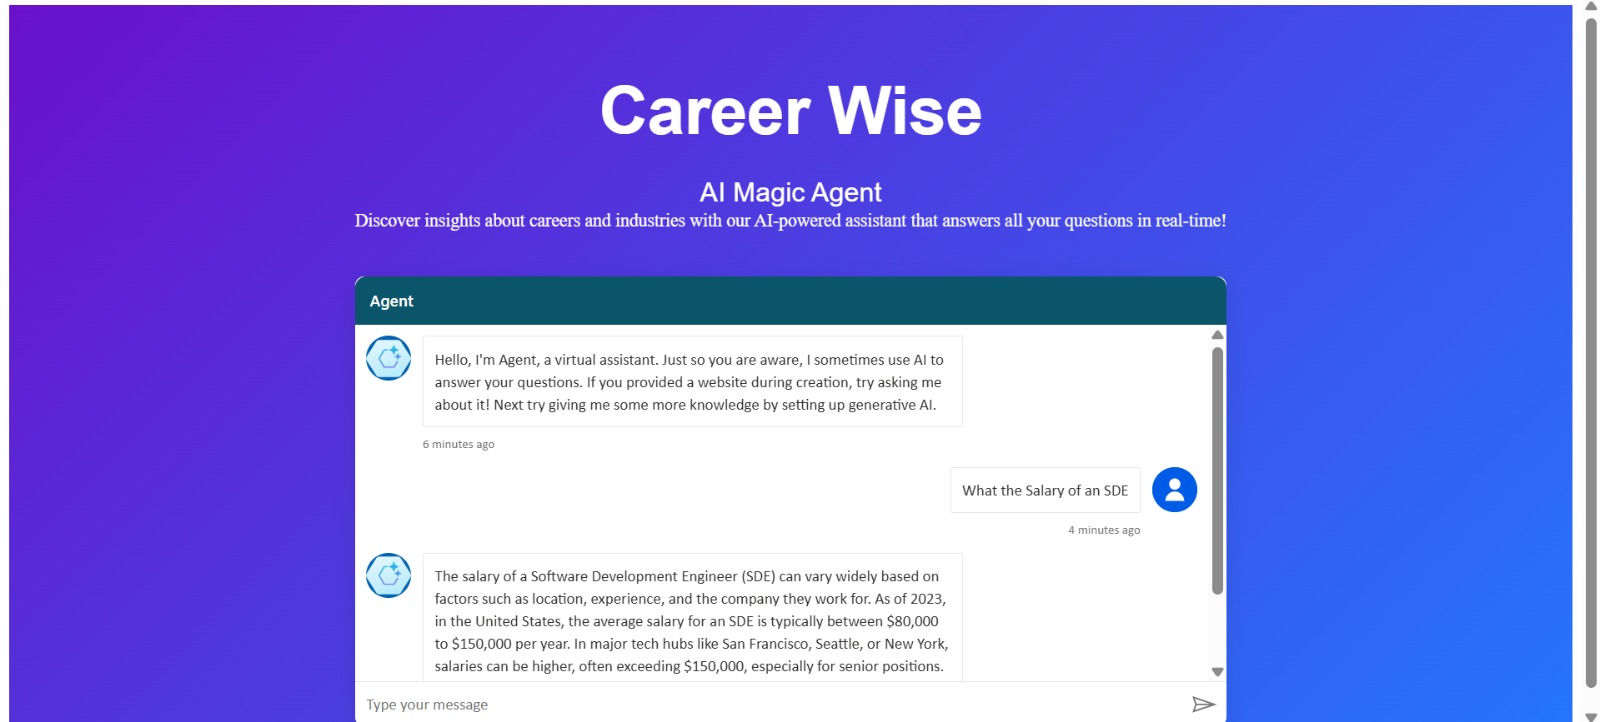 Career Wise
AI Magic Agent
Discover insights about careers and industries with our AI-powered assistant that answers all your questions in real-time!
Agent
Hello, I'm Agent, a virtual assistant. Just so you are aware, I sometimes use AI to
answer your questions. If you provided a website during creation, try asking me
about it! Next try giving me some more knowledge by setting up generative AI.
6 minutes ago
What the Salary of an SDE
4 minutes ago
The salary of a Software Development Engineer (SDE) can vary widely based on
factors such as location, experience, and the company they work for. As of 2023,
in the United States, the average salary for an SDE is typically between $80,000
to $150,000 per year. In major tech hubs like San Francisco, Seattle, or New York,
salaries can be higher, often exceeding $150,000, especially for senior positions.
Type your message